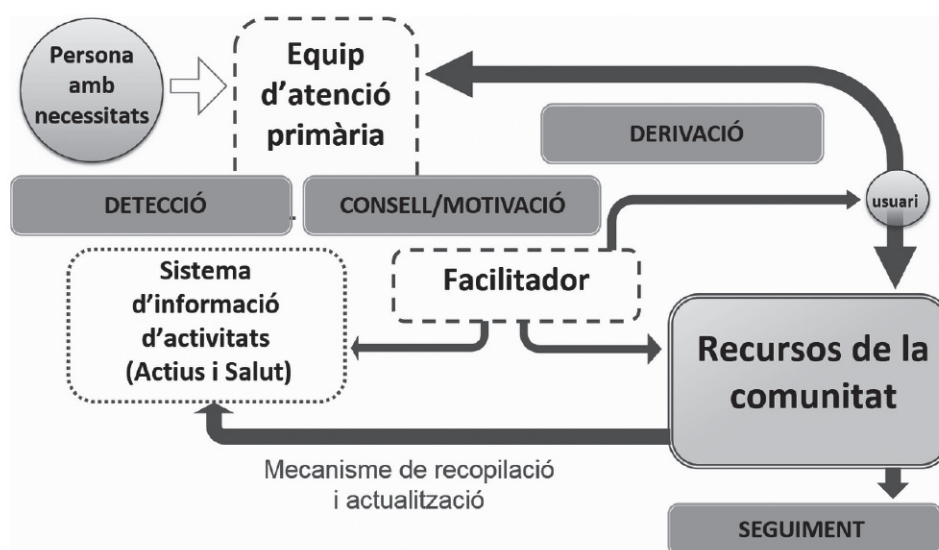 Persona
amb
necessitats
Equip
d'atenció
primària
DERIVACIÓ
usuari
DETECCIÓ
CONSELL/MOTIVACIÓ
Sistema
d'informació
d'activitats
(Actius i Salut)
Facilitador
Recursos de la
comunitat
Mecanisme de recopilació
i actualització
SEGUIMENT